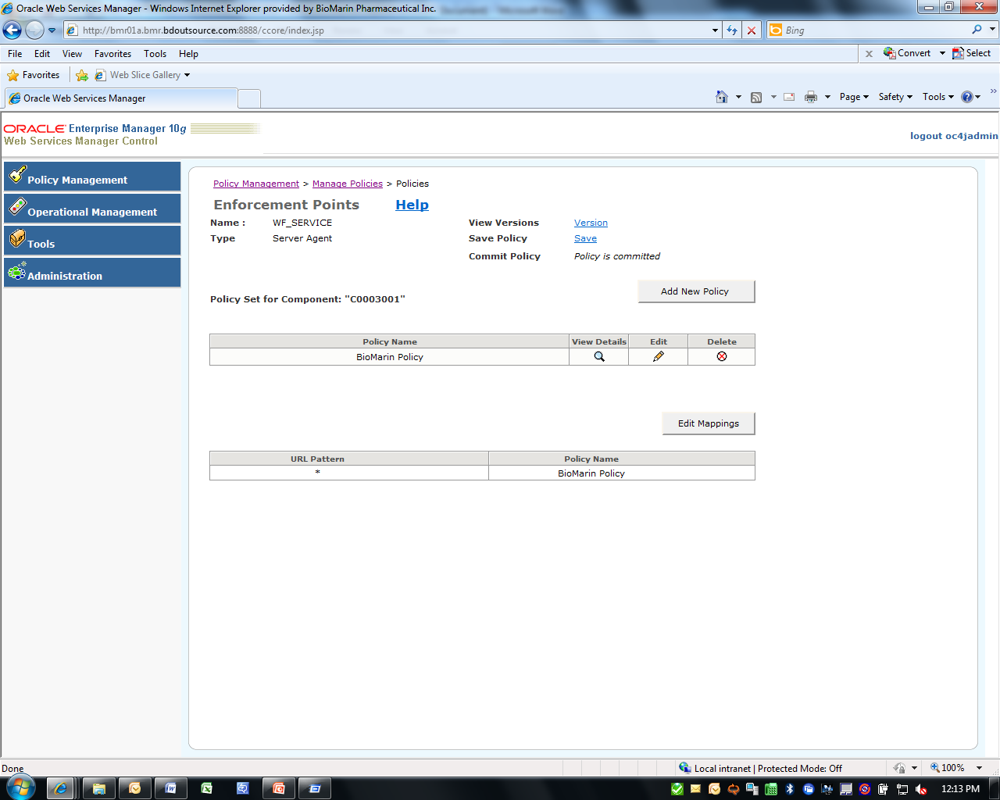 Oracle Web Services Manager - Windows Internet Explorer provided by BioMarin Pharmaceutical Inc.
http://bmr01a.bmr.bdoutsource.com:8888/ccore/index.jsp
Bing
File Edit View Favorites Tools Help
x Convert Select
Favorites Web Slice Gallery
Oracle Web Services Manager
Page Safety Tools
ORACLE Enterprise Manager 10g
Web Services Manager Control
logout oc4jadmin
Policy Management
Operational Management
Tools
Administration
Policy Management > Manage Policies > Policies
Enforcement Points Help
Name : WF_SERVICE View Versions Version
Type Server Agent Save Policy Save
Commit Policy Policy is committed
Add New Policy
Policy Set for Component: "C0003001"
Policy Name View Details Edit Delete
BioMarin Policy
Edit Mappings
URL Pattern Policy Name
* BioMarin Policy
Done
Local intranet | Protected Mode: Off
100%
12:13 PM